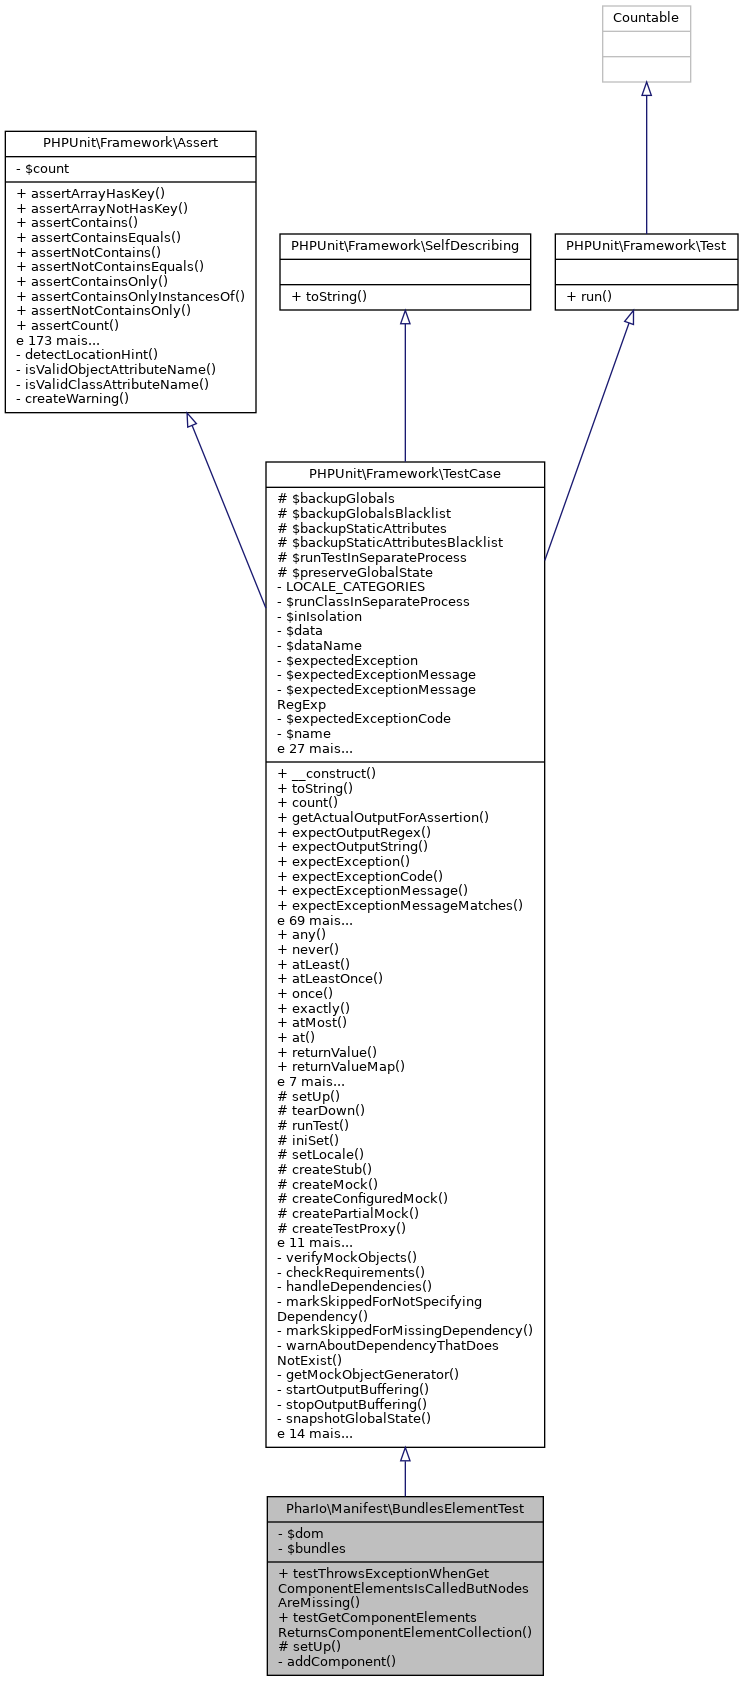 Countable
PHPUnit\Framework\Assert
- $count
+ assertArrayHasKey()
+ assertArrayNotHasKey()
+ assertContains()
+ assertContainsEquals()
+ assertNotContains()
+ assertNotContainsEquals()
+ assertContainsOnly()
+ assertContainsOnlyInstancesOf()
+ assertNotContainsOnly()
+ assertCount()
e 173 mais...
- detectLocationHint()
- isValidObjectAttributeName()
- isValidClassAttributeName()
- createWarning()
PHPUnit\Framework\SelfDescribing
+ toString()
PHPUnit\Framework\Test
+ run()
PHPUnit\Framework\TestCase
# $backupGlobals
# $backupGlobalsBlacklist
# $backupStaticAttributes
# $backupStaticAttributesBlacklist
# $runTestInSeparateProcess
# $preserveGlobalState
- LOCALE_CATEGORIES
- $runClassInSeparateProcess
- $inIsolation
- $data
- $dataName
- $expectedException
- $expectedExceptionMessage
- $expectedExceptionMessage
RegExp
- $expectedExceptionCode
- $name
e 27 mais...
+ __construct()
+ toString()
+ count()
+ getActualOutputForAssertion()
+ expectOutputRegex()
+ expectOutputString()
+ expectException()
+ expectExceptionCode()
+ expectExceptionMessage()
+ expectExceptionMessageMatches()
e 69 mais...
+ any()
+ never()
+ atLeast()
+ atLeastOnce()
+ once()
+ exactly()
+ atMost()
+ at()
+ returnValue()
+ returnValueMap()
e 7 mais...
# setUp()
# tearDown()
# runTest()
# iniSet()
# setLocale()
# createStub()
# createMock()
# createConfiguredMock()
# createPartialMock()
# createTestProxy()
e 11 mais...
- verifyMockObjects()
- checkRequirements()
- handleDependencies()
- markSkippedForNotSpecifying
Dependency()
- markSkippedForMissingDependency()
- warnAboutDependencyThatDoes
NotExist()
- getMockObjectGenerator()
- startOutputBuffering()
- stopOutputBuffering()
- snapshotGlobalState()
e 14 mais...
PharIo\Manifest\BundlesElementTest
- $dom
- $bundles
+ testThrowsExceptionWhenGet
ComponentElementsIsCalledButNodes
AreMissing()
+ testGetComponentElements
ReturnsComponentElementCollection()
# setUp()
- addComponent()